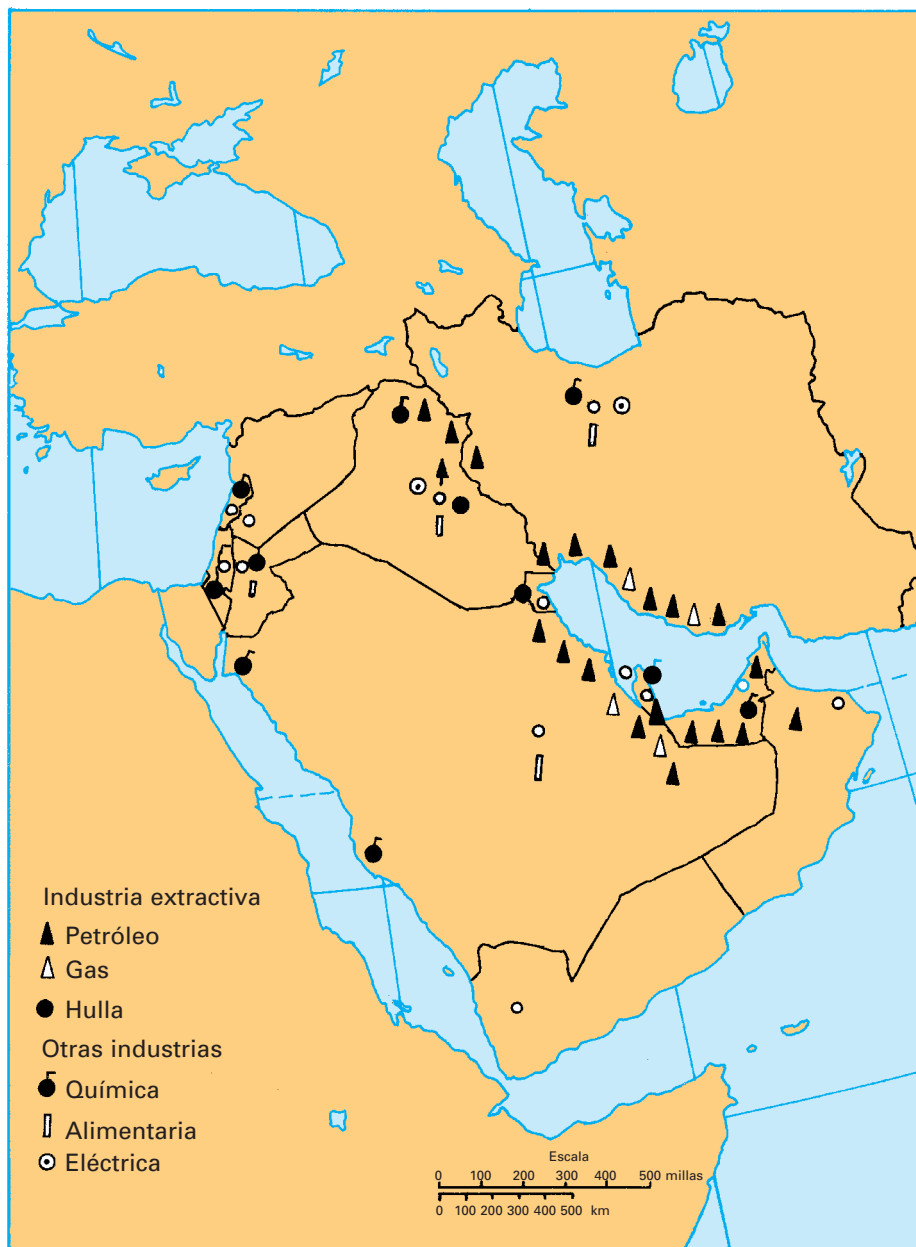 Industria extractiva
Petróleo
Gas
Hulla
Otras industrias
Química
Alimentaria
Eléctrica
Escala
0 100 200 300 400 500 millas
0 100 200 300 400 500 km